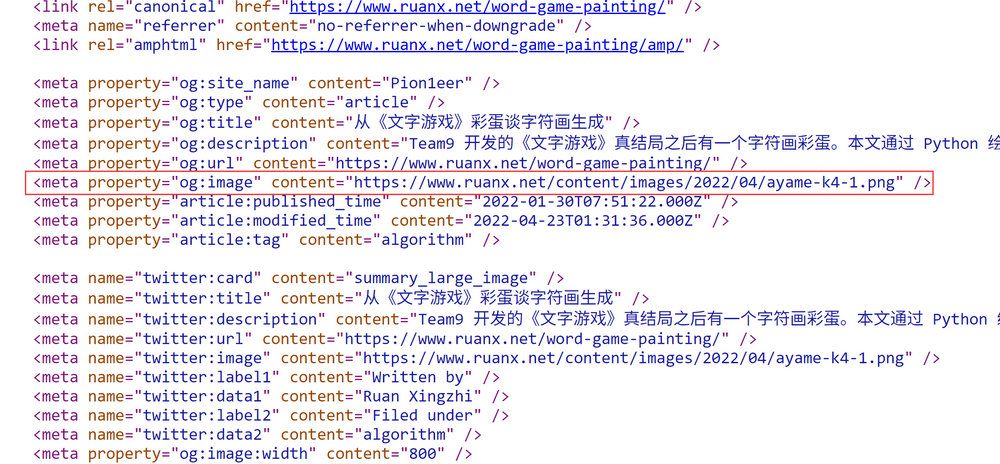 <link rel="canonical" href="https://www.ruanx.net/word-game-painting/" />
<meta name="referrer" content="no-referrer-when-downgrade" />
<link rel="amphtml" href="https://www.ruanx.net/word-game-painting/amp/" />
<meta property="og:site_name" content="Pion1eer" />
<meta property="og:type" content="article" />
<meta property="og:title" content="从《文字游戏》彩蛋谈字符画生成" />
<meta property="og:description" content="Team9 开发的《文字游戏》真结局之后有一个字符画彩蛋。本文通过 Python 绘
<meta property="og:url" content="https://www.ruanx.net/word-game-painting/" />
<meta property="og:image" content="https://www.ruanx.net/content/images/2022/04/ayame-k4-1.png" />
<meta property="article:published_time" content="2022-01-30T07:51:22.000Z" />
<meta property="article:modified_time" content="2022-04-23T01:31:36.000Z" />
<meta property="article:tag" content="algorithm" />
<meta name="twitter:card" content="summary_large_image" />
<meta name="twitter:title" content="从《文字游戏》彩蛋谈字符画生成" />
<meta name="twitter:description" content="Team9 开发的《文字游戏》真结局之后有一个字符画彩蛋。本文通过 Python 绘
<meta name="twitter:url" content="https://www.ruanx.net/word-game-painting/" />
<meta name="twitter:image" content="https://www.ruanx.net/content/images/2022/04/ayame-k4-1.png" />
<meta name="twitter:label1" content="Written by" />
<meta name="twitter:data1" content="Ruan Xingzhi" />
<meta name="twitter:label2" content="Filed under" />
<meta name="twitter:data2" content="algorithm" />
<meta property="og:image:width" content="800" />